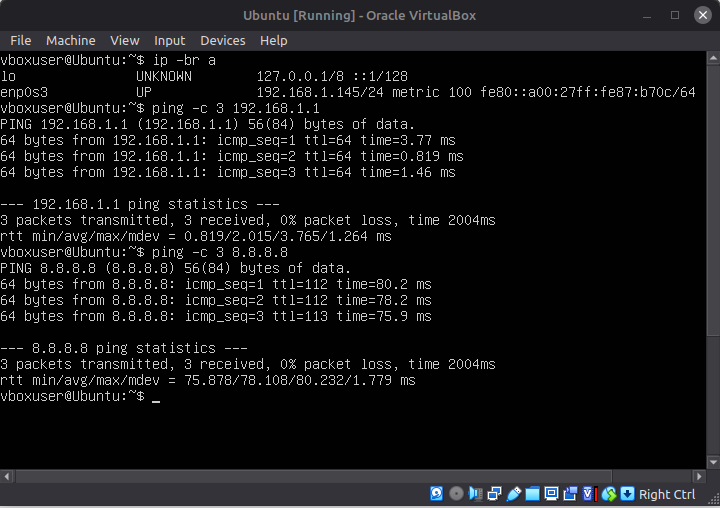 Ubuntu [Running] - Oracle VirtualBox
File Machine View Input Devices Help
vboxuser@Ubuntu:~$ ip -br a
lo UNKNOWN 127.0.0.1/8 ::1/128
enp0s3 UP 192.168.1.145/24 metric 100 fe80::a00:27ff:fe87:b70c/64
vboxuser@Ubuntu:~$ ping -c 3 192.168.1.1
PING 192.168.1.1 (192.168.1.1) 56(84) bytes of data.
64 bytes from 192.168.1.1: icmp_seq=1 ttl=64 time=3.77 ms
64 bytes from 192.168.1.1: icmp_seq=2 ttl=64 time=0.819 ms
64 bytes from 192.168.1.1: icmp_seq=3 ttl=64 time=1.46 ms

--- 192.168.1.1 ping statistics ---
3 packets transmitted, 3 received, 0% packet loss, time 2004ms
rtt min/avg/max/mdev = 0.819/2.015/3.765/1.264 ms
vboxuser@Ubuntu:~$ ping -c 3 8.8.8.8
PING 8.8.8.8 (8.8.8.8) 56(84) bytes of data.
64 bytes from 8.8.8.8: icmp_seq=1 ttl=112 time=80.2 ms
64 bytes from 8.8.8.8: icmp_seq=2 ttl=112 time=78.2 ms
64 bytes from 8.8.8.8: icmp_seq=3 ttl=113 time=75.9 ms

--- 8.8.8.8 ping statistics ---
3 packets transmitted, 3 received, 0% packet loss, time 2004ms
rtt min/avg/max/mdev = 75.878/78.108/80.232/1.779 ms
vboxuser@Ubuntu:~$ _
Right Ctrl